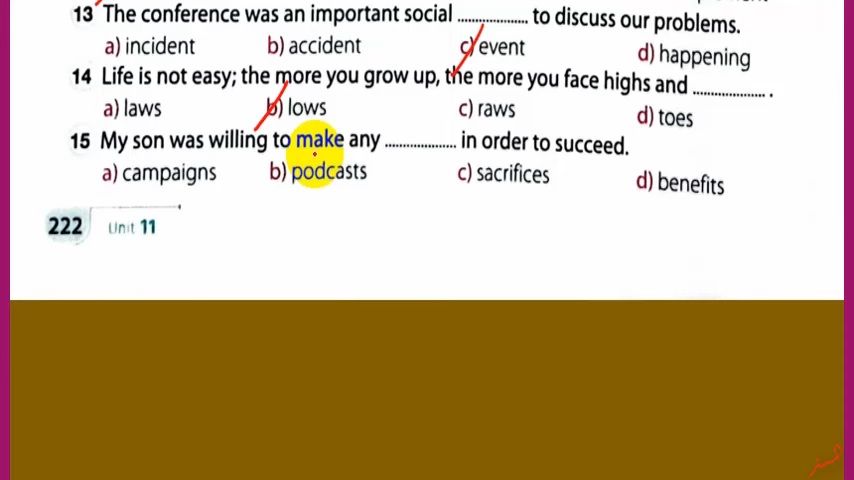 13 The conference was an important social .................... to discuss our problems.
a) incident b) accident c) event d) happening
14 Life is not easy; the more you grow up, the more you face highs and .................... .
a) laws b) lows c) raws d) toes
15 My son was willing to make any .................... in order to succeed.
a) campaigns b) podcasts c) sacrifices d) benefits
222 Unit 11